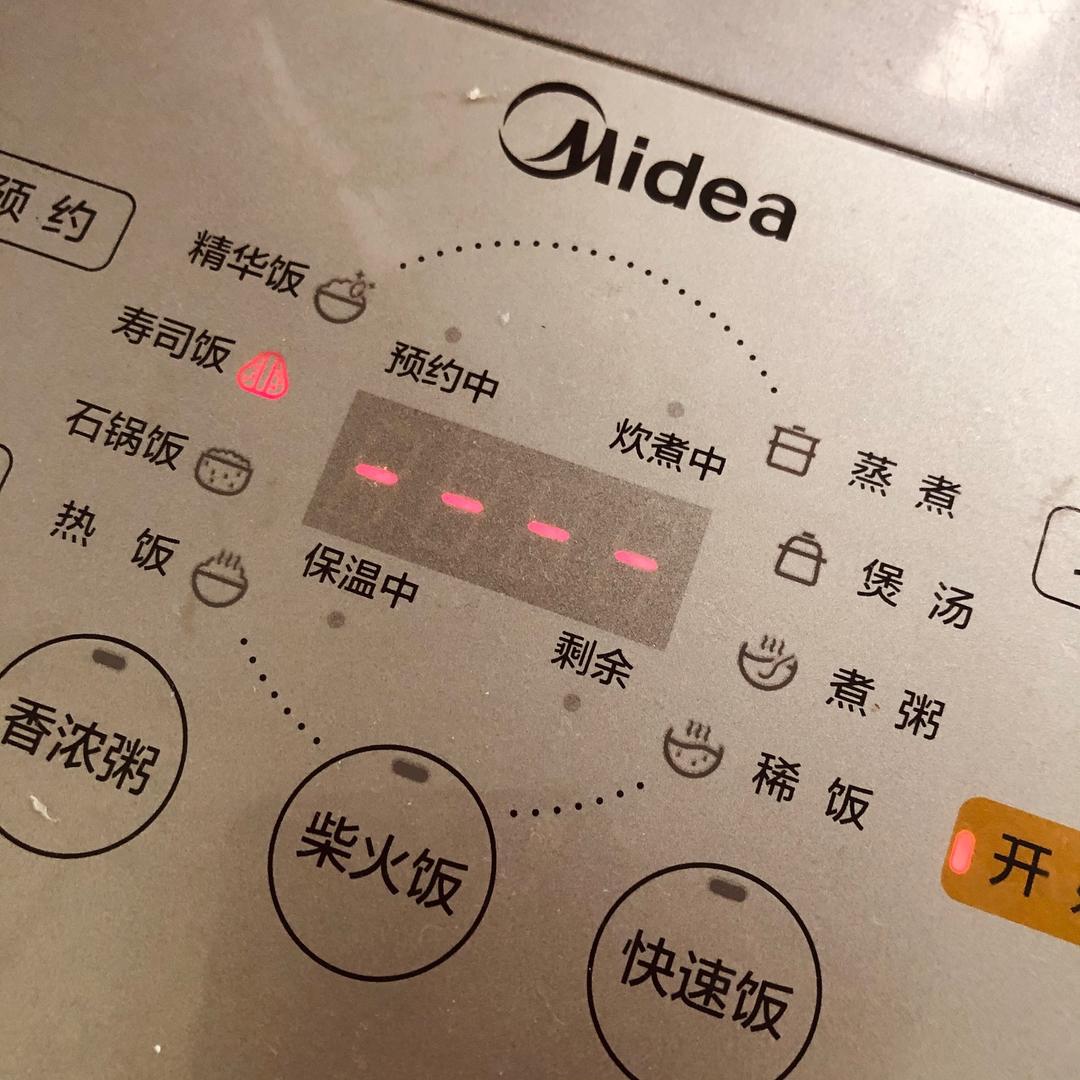 Midea
预约
精华饭
寿司饭
预约中
石锅饭
炊煮中
蒸煮
热饭
----
保温中
煲汤
剩余
煮粥
稀饭
香浓粥
柴火饭
开
快速饭